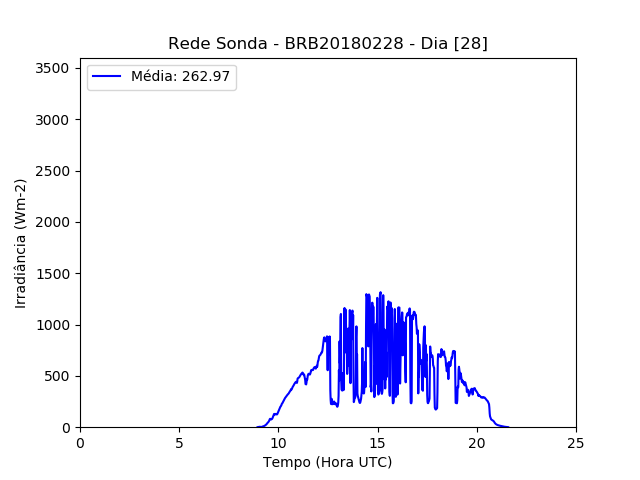 Rede Sonda - BRB20180228 - Dia [28]
Média: 262.97
3500
3000
2500
2000
1500
1000
500
0
Irradiância (Wm-2)
0 5 10 15 20 25
Tempo (Hora UTC)